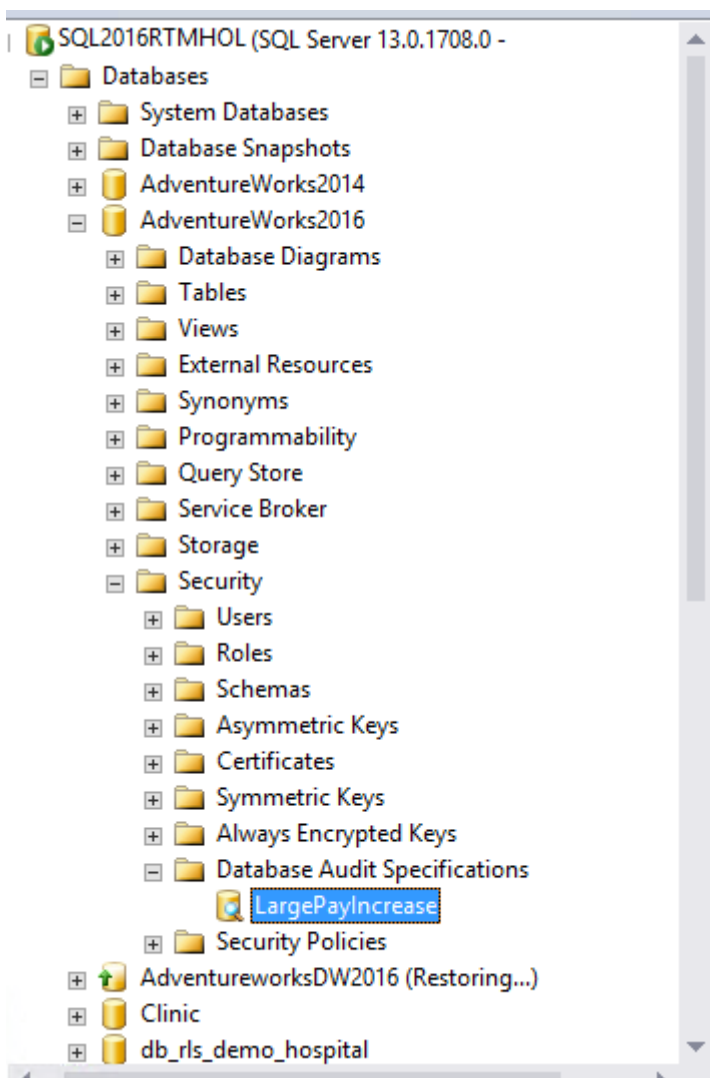 SQL2016RTMHOL (SQL Server 13.0.1708.0 -
Databases
System Databases
Database Snapshots
AdventureWorks2014
AdventureWorks2016
Database Diagrams
Tables
Views
External Resources
Synonyms
Programmability
Query Store
Service Broker
Storage
Security
Users
Roles
Schemas
Asymmetric Keys
Certificates
Symmetric Keys
Always Encrypted Keys
Database Audit Specifications
LargePayIncrease
Security Policies
AdventureworksDW2016 (Restoring...)
Clinic
db_rls_demo_hospital